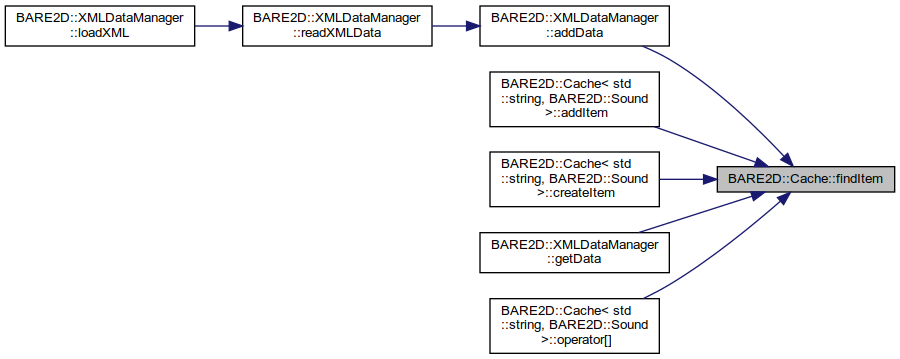 BARE2D::XMLDataManager
::loadXML
BARE2D::XMLDataManager
::readXMLData
BARE2D::XMLDataManager
::addData
BARE2D::Cache< std
::string, BARE2D::Sound
>::addItem
BARE2D::Cache< std
::string, BARE2D::Sound
>::createItem
BARE2D::XMLDataManager
::getData
BARE2D::Cache< std
::string, BARE2D::Sound
>::operator[]
BARE2D::Cache::findItem